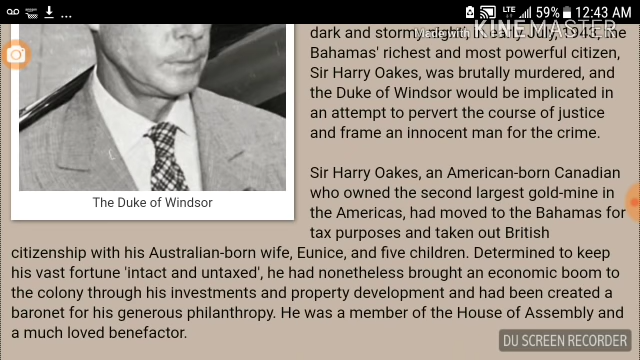 LTE 59% 12:43 AM
KINEMASTER
dark and stormy night in early July, 1943, the
Bahamas' richest and most powerful citizen,
Sir Harry Oakes, was brutally murdered, and
the Duke of Windsor would be implicated in
an attempt to pervert the course of justice
and frame an innocent man for the crime.
The Duke of Windsor
Sir Harry Oakes, an American-born Canadian
who owned the second largest gold-mine in
the Americas, had moved to the Bahamas for
tax purposes and taken out British
citizenship with his Australian-born wife, Eunice, and five children. Determined to keep
his vast fortune 'intact and untaxed', he had nonetheless brought an economic boom to
the colony through his investments and property development and had been created a
baronet for his generous philanthropy. He was a member of the House of Assembly and
a much loved benefactor.
DU SCREEN RECORDER